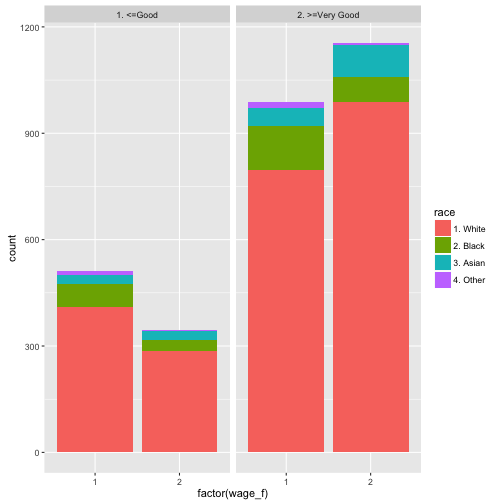 1. <=Good
2. >=Very Good
1200
900
600
300
0
count
1
2
1
2
factor(wage_f)
race
1. White
2. Black
3. Asian
4. Other